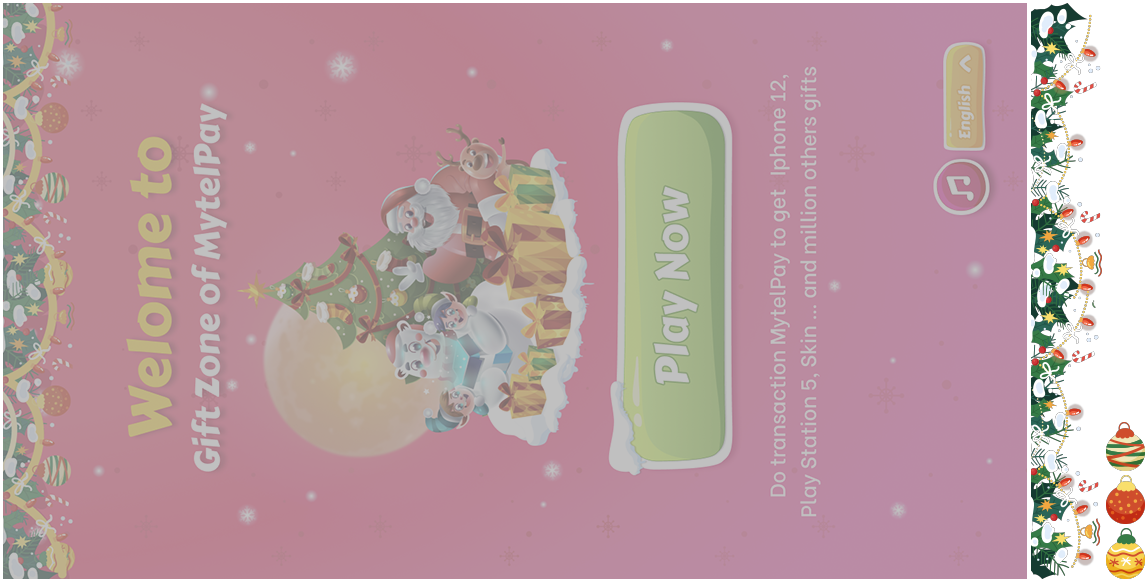 Welome to
Gift Zone of MytelPay
Play Now
Do transaction MytelPay to get Iphone 12,
Play Station 5, Skin ... and million others gifts
English